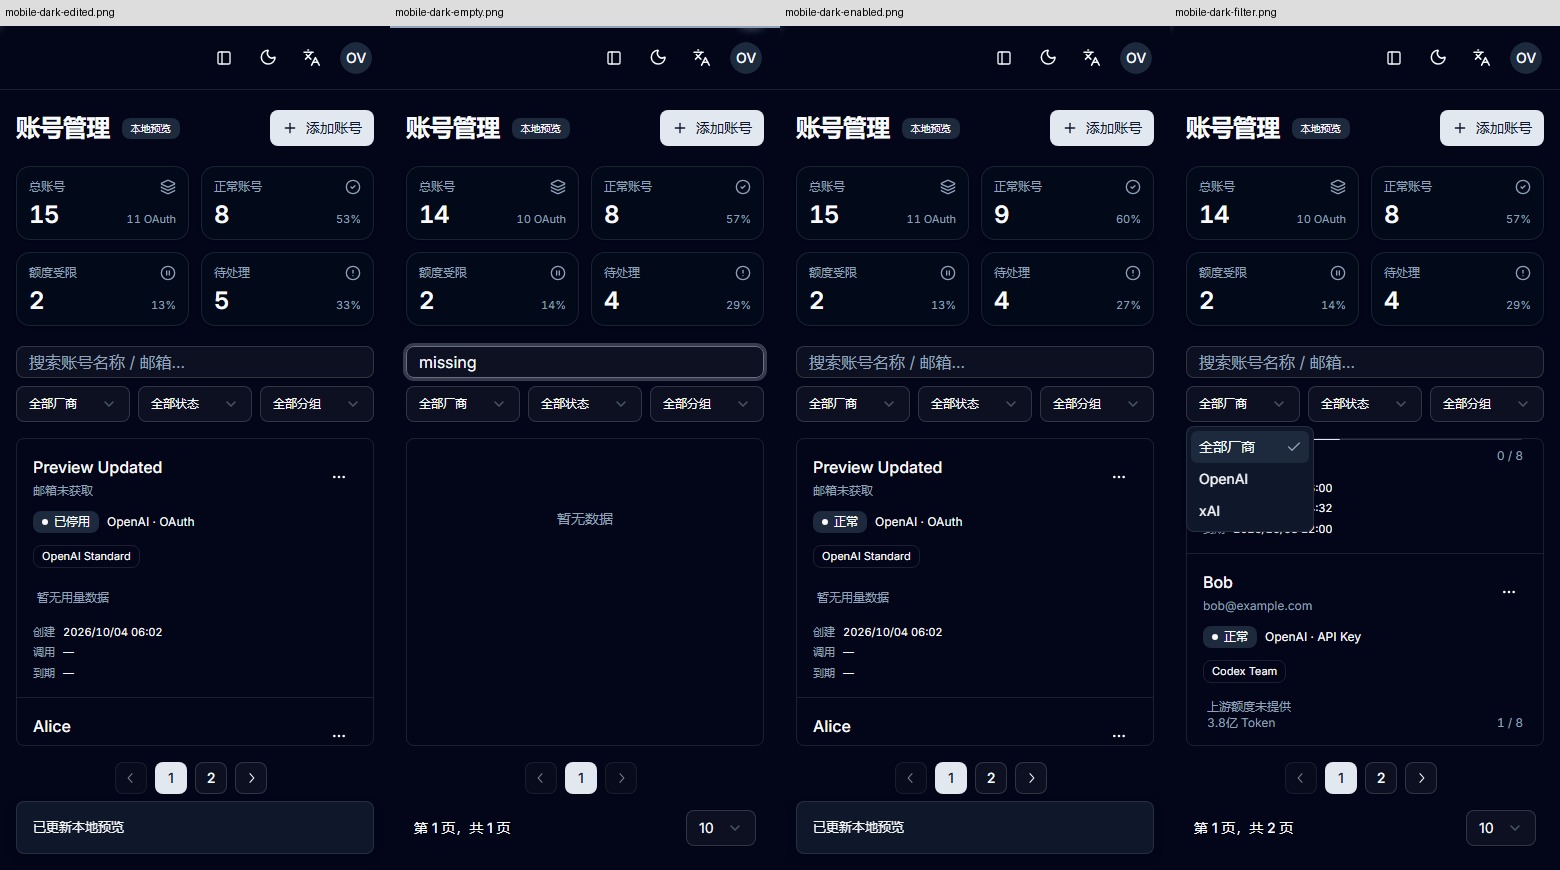 mobile-dark-edited.png
OV
账号管理 本地预览 + 添加账号
总账号
15 11 OAuth
正常账号
8 53%
额度受限
2 13%
待处理
5 33%
搜索账号名称 / 邮箱...
全部厂商 全部状态 全部分组
Preview Updated
邮箱未获取
已停用 OpenAI · OAuth
OpenAI Standard
暂无用量数据
创建 2026/10/04 06:02
调用 —
到期 —
Alice
1 2
已更新本地预览
mobile-dark-empty.png
OV
账号管理 本地预览 + 添加账号
总账号
14 10 OAuth
正常账号
8 57%
额度受限
2 14%
待处理
4 29%
missing
全部厂商 全部状态 全部分组
暂无数据
1
第 1 页，共 1 页 10
mobile-dark-enabled.png
OV
账号管理 本地预览 + 添加账号
总账号
15 11 OAuth
正常账号
9 60%
额度受限
2 13%
待处理
4 27%
搜索账号名称 / 邮箱...
全部厂商 全部状态 全部分组
Preview Updated
邮箱未获取
正常 OpenAI · OAuth
OpenAI Standard
暂无用量数据
创建 2026/10/04 06:02
调用 —
到期 —
Alice
1 2
已更新本地预览
mobile-dark-filter.png
OV
账号管理 本地预览 + 添加账号
总账号
14 10 OAuth
正常账号
8 57%
额度受限
2 14%
待处理
4 29%
搜索账号名称 / 邮箱...
全部厂商 全部状态 全部分组
全部厂商
OpenAI
xAI
0 / 8
:00
:32
:00
Bob
bob@example.com
正常 OpenAI · API Key
Codex Team
上游额度未提供
3.8亿 Token 1 / 8
1 2
第 1 页，共 2 页 10